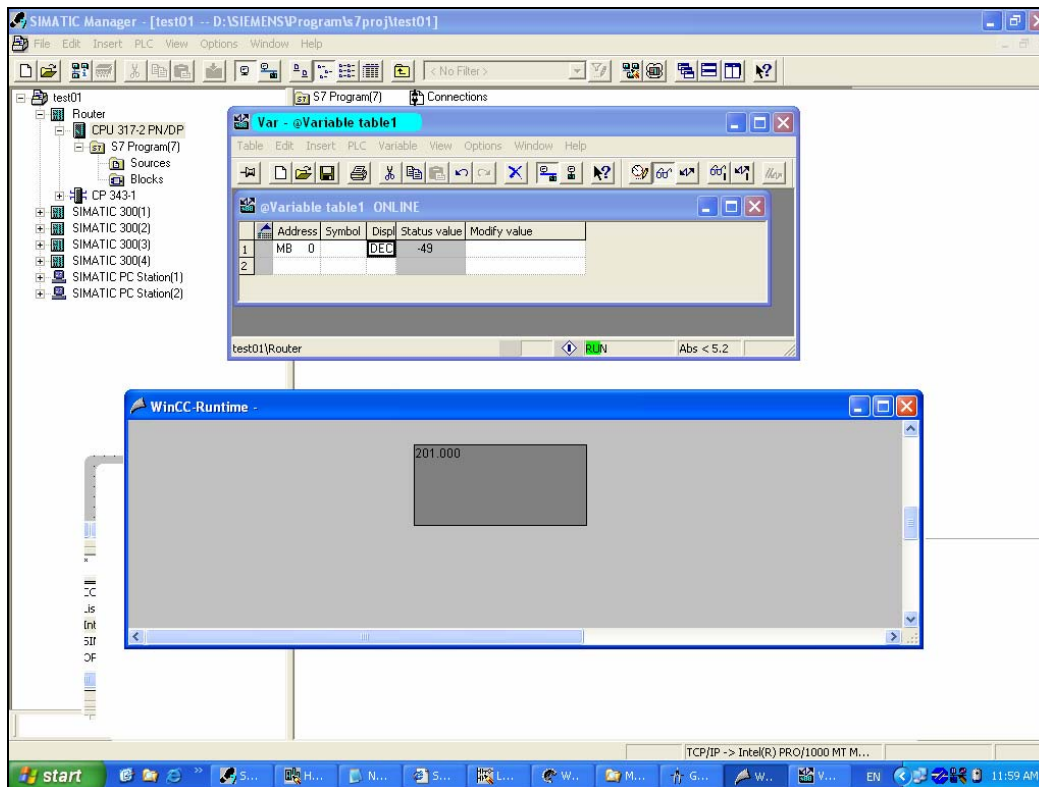 SIMATIC Manager - [test01 -- D:\SIEMENS\Program\s7proj\test01]
File Edit Insert PLC View Options Window Help
< No Filter >
test01
Router
CPU 317-2 PN/DP
S7 Program(7)
Sources
Blocks
CP 343-1
SIMATIC 300(1)
SIMATIC 300(2)
SIMATIC 300(3)
SIMATIC 300(4)
SIMATIC PC Station(1)
SIMATIC PC Station(2)
S7 Program(7) Connections
Var - @Variable table1
Table Edit Insert PLC Variable View Options Window Help
@Variable table1 ONLINE
Address Symbol Displ Status value Modify value
1 MB 0 DEC -49
2
test01\Router RUN Abs < 5.2
WinCC-Runtime -
201.000
CC
.is
Int
SIM
OP
TCP/IP -> Intel(R) PRO/1000 MT M...
start S... H... N... S... L... W... M... G... W... V... EN 11:59 AM